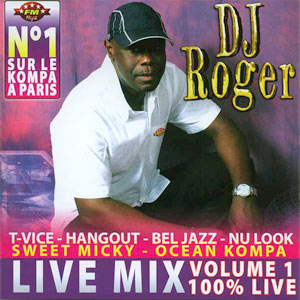 FM
N°1
SUR LE
KOMPA
A PARIS
DJ
Roger
T-VICE - HANGOUT - BEL JAZZ - NU LOOK
SWEET MICKY - OCEAN KOMPA
LIVE MIX
VOLUME 1
100% LIVE